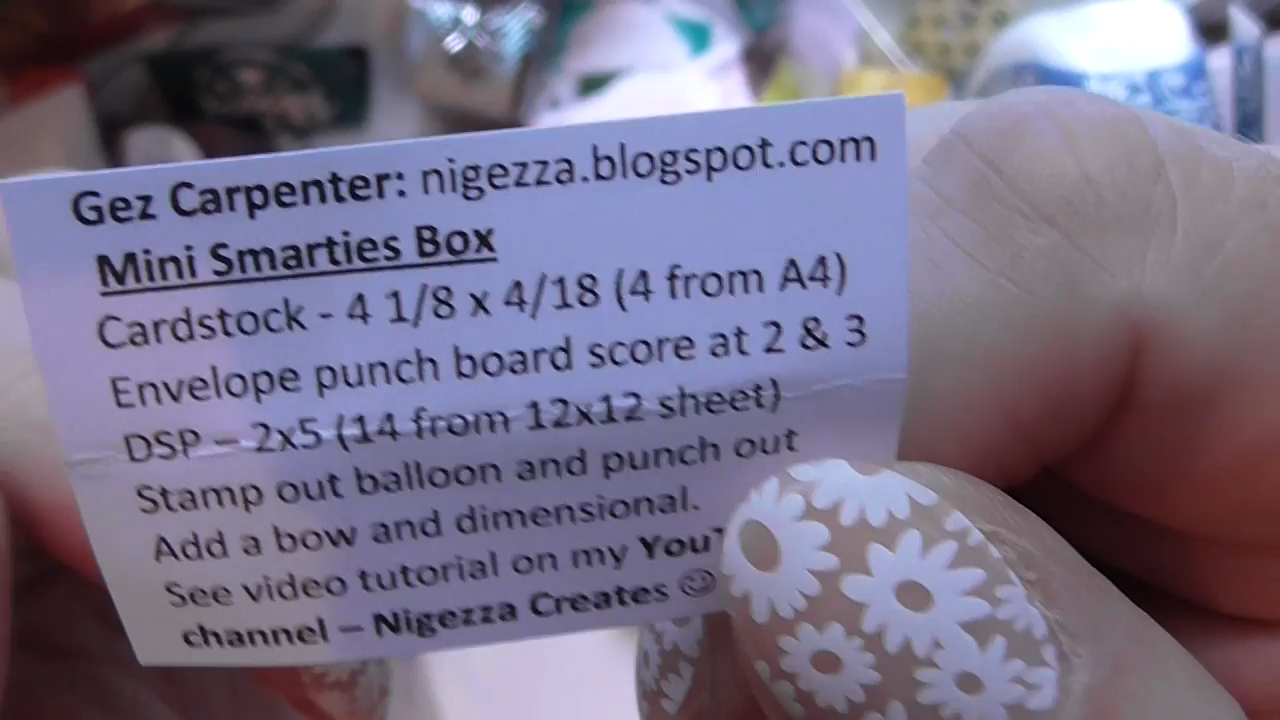 Gez Carpenter: nigezza.blogspot.com
Mini Smarties Box
Cardstock - 4 1/8 x 4/18 (4 from A4)
Envelope punch board score at 2 & 3
DSP – 2x5 (14 from 12x12 sheet)
Stamp out balloon and punch out
Add a bow and dimensional.
See video tutorial on my You
channel – Nigezza Creates ☺